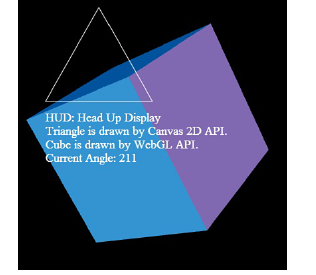 HUD: Head Up Display
Triangle is drawn by Canvas 2D API.
Cube is drawn by WebGL API.
Current Angle: 211